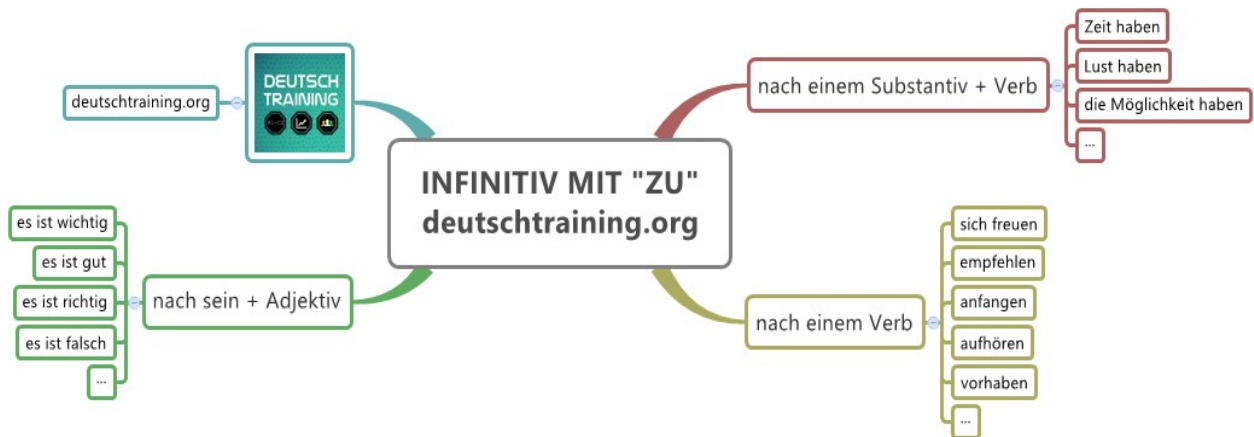 INFINITIV MIT "ZU"
deutschtraining.org
deutschtraining.org
DEUTSCH
TRAINING
nach einem Substantiv + Verb
Zeit haben
Lust haben
die Möglichkeit haben
...
nach sein + Adjektiv
es ist wichtig
es ist gut
es ist richtig
es ist falsch
...
nach einem Verb
sich freuen
empfehlen
anfangen
aufhören
vorhaben
...